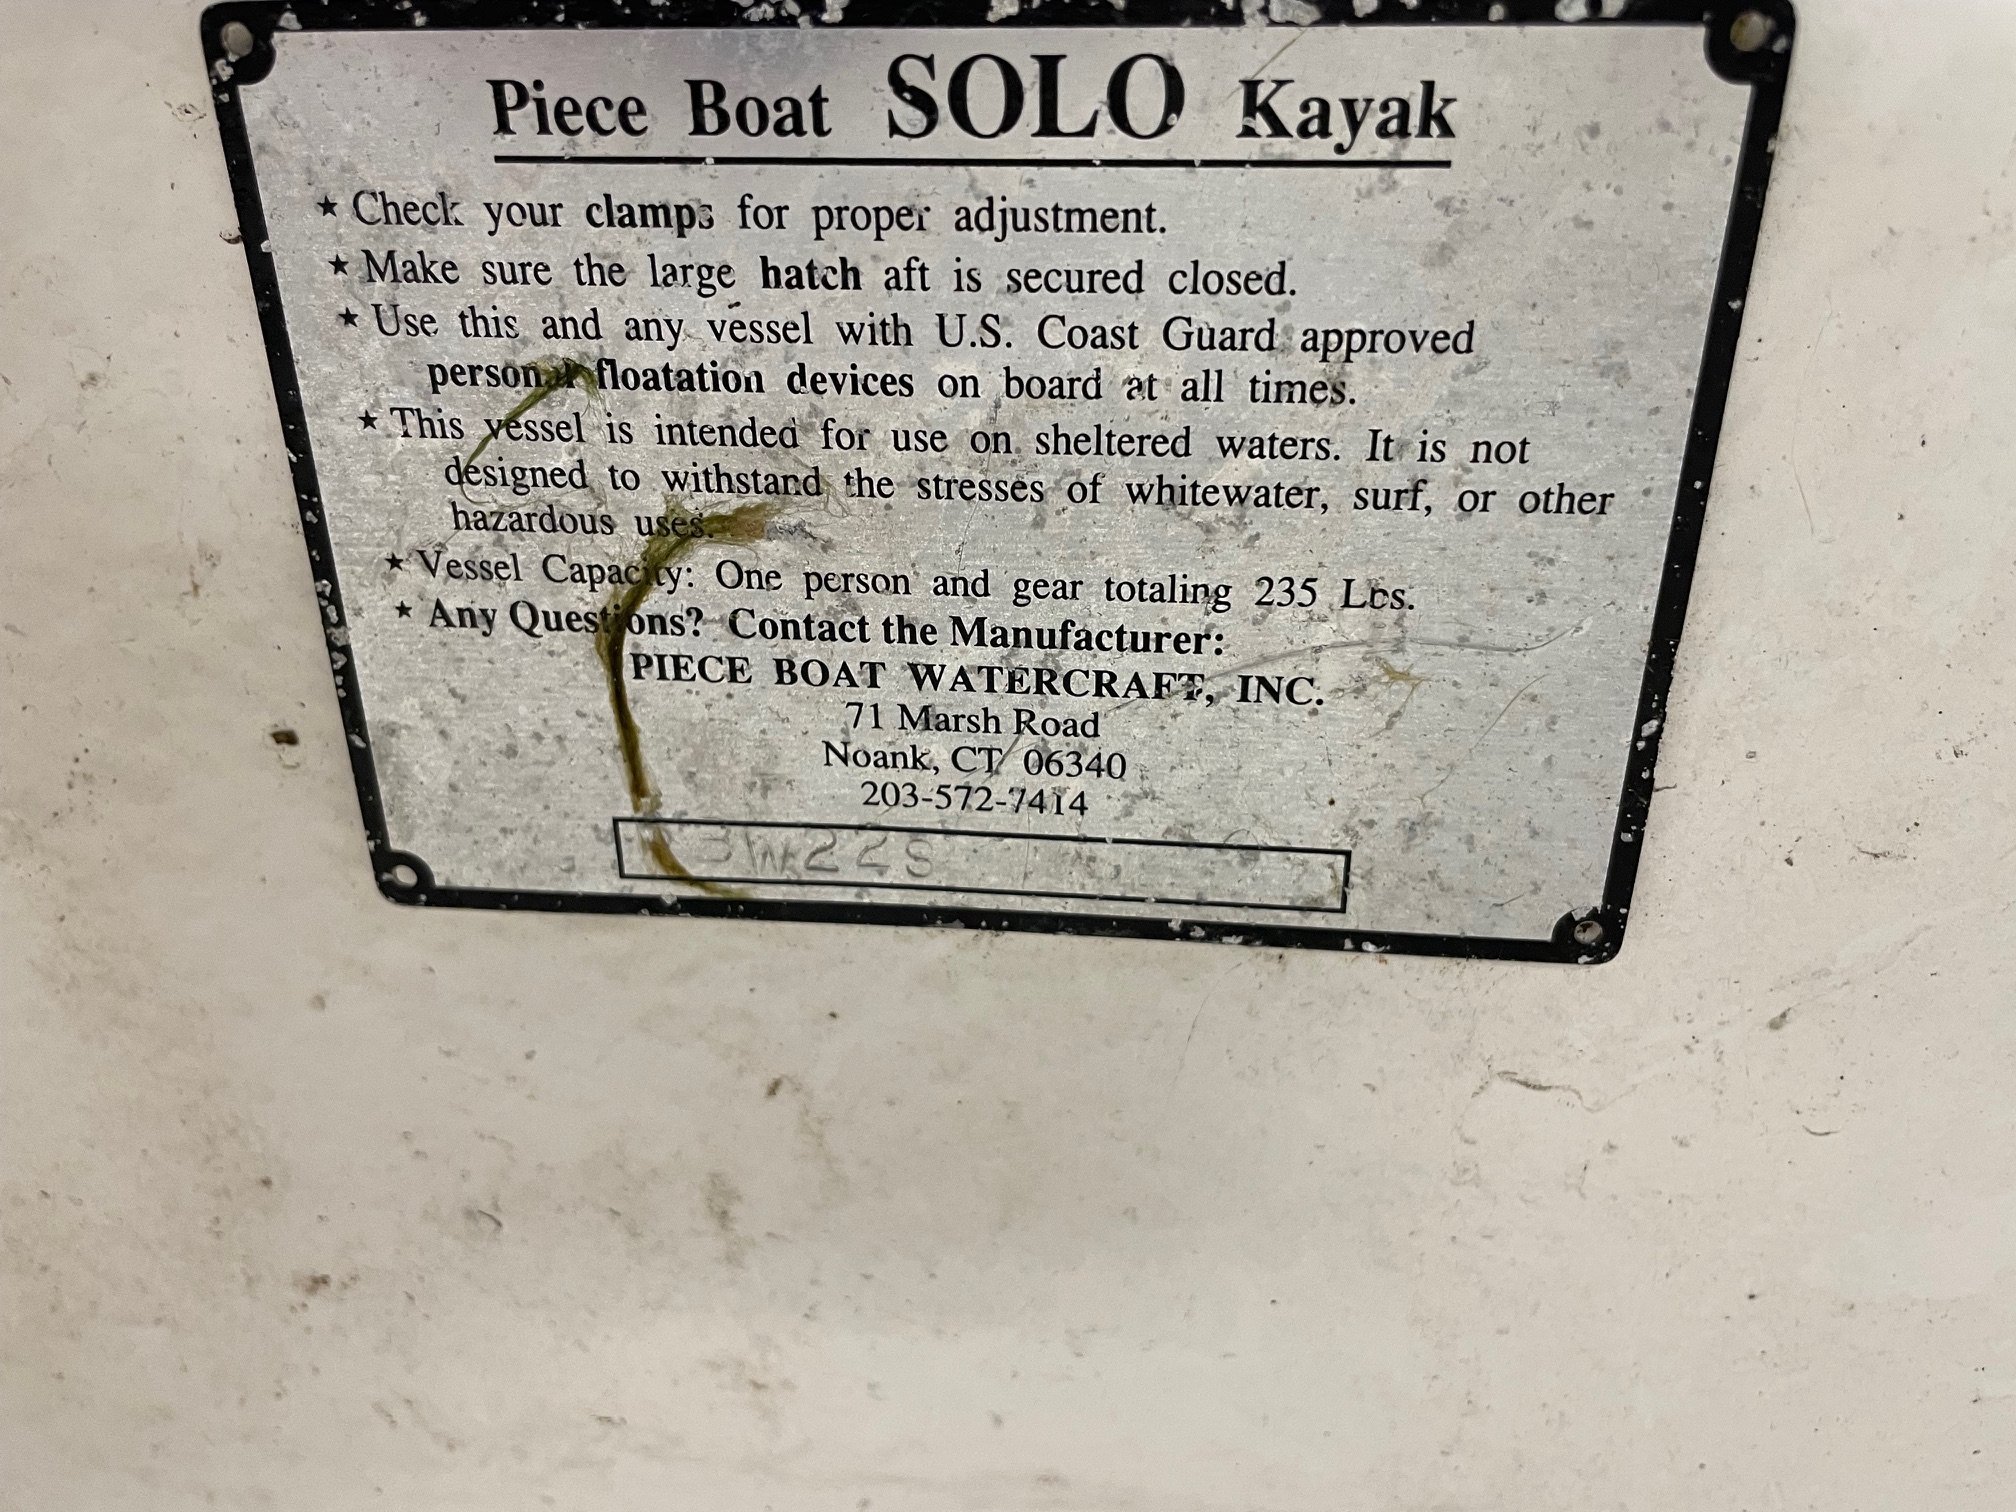 Piece Boat SOLO Kayak
★ Check your clamps for proper adjustment.
★ Make sure the large hatch aft is secured closed.
★ Use this and any vessel with U.S. Coast Guard approved
personal floatation devices on board at all times.
★ This vessel is intended for use on sheltered waters. It is not
designed to withstand the stresses of whitewater, surf, or other
hazardous uses.
★ Vessel Capacity: One person and gear totaling 235 Lbs.
★ Any Questions? Contact the Manufacturer:
PIECE BOAT WATERCRAFT, INC.
71 Marsh Road
Noank, CT 06340
203-572-7414